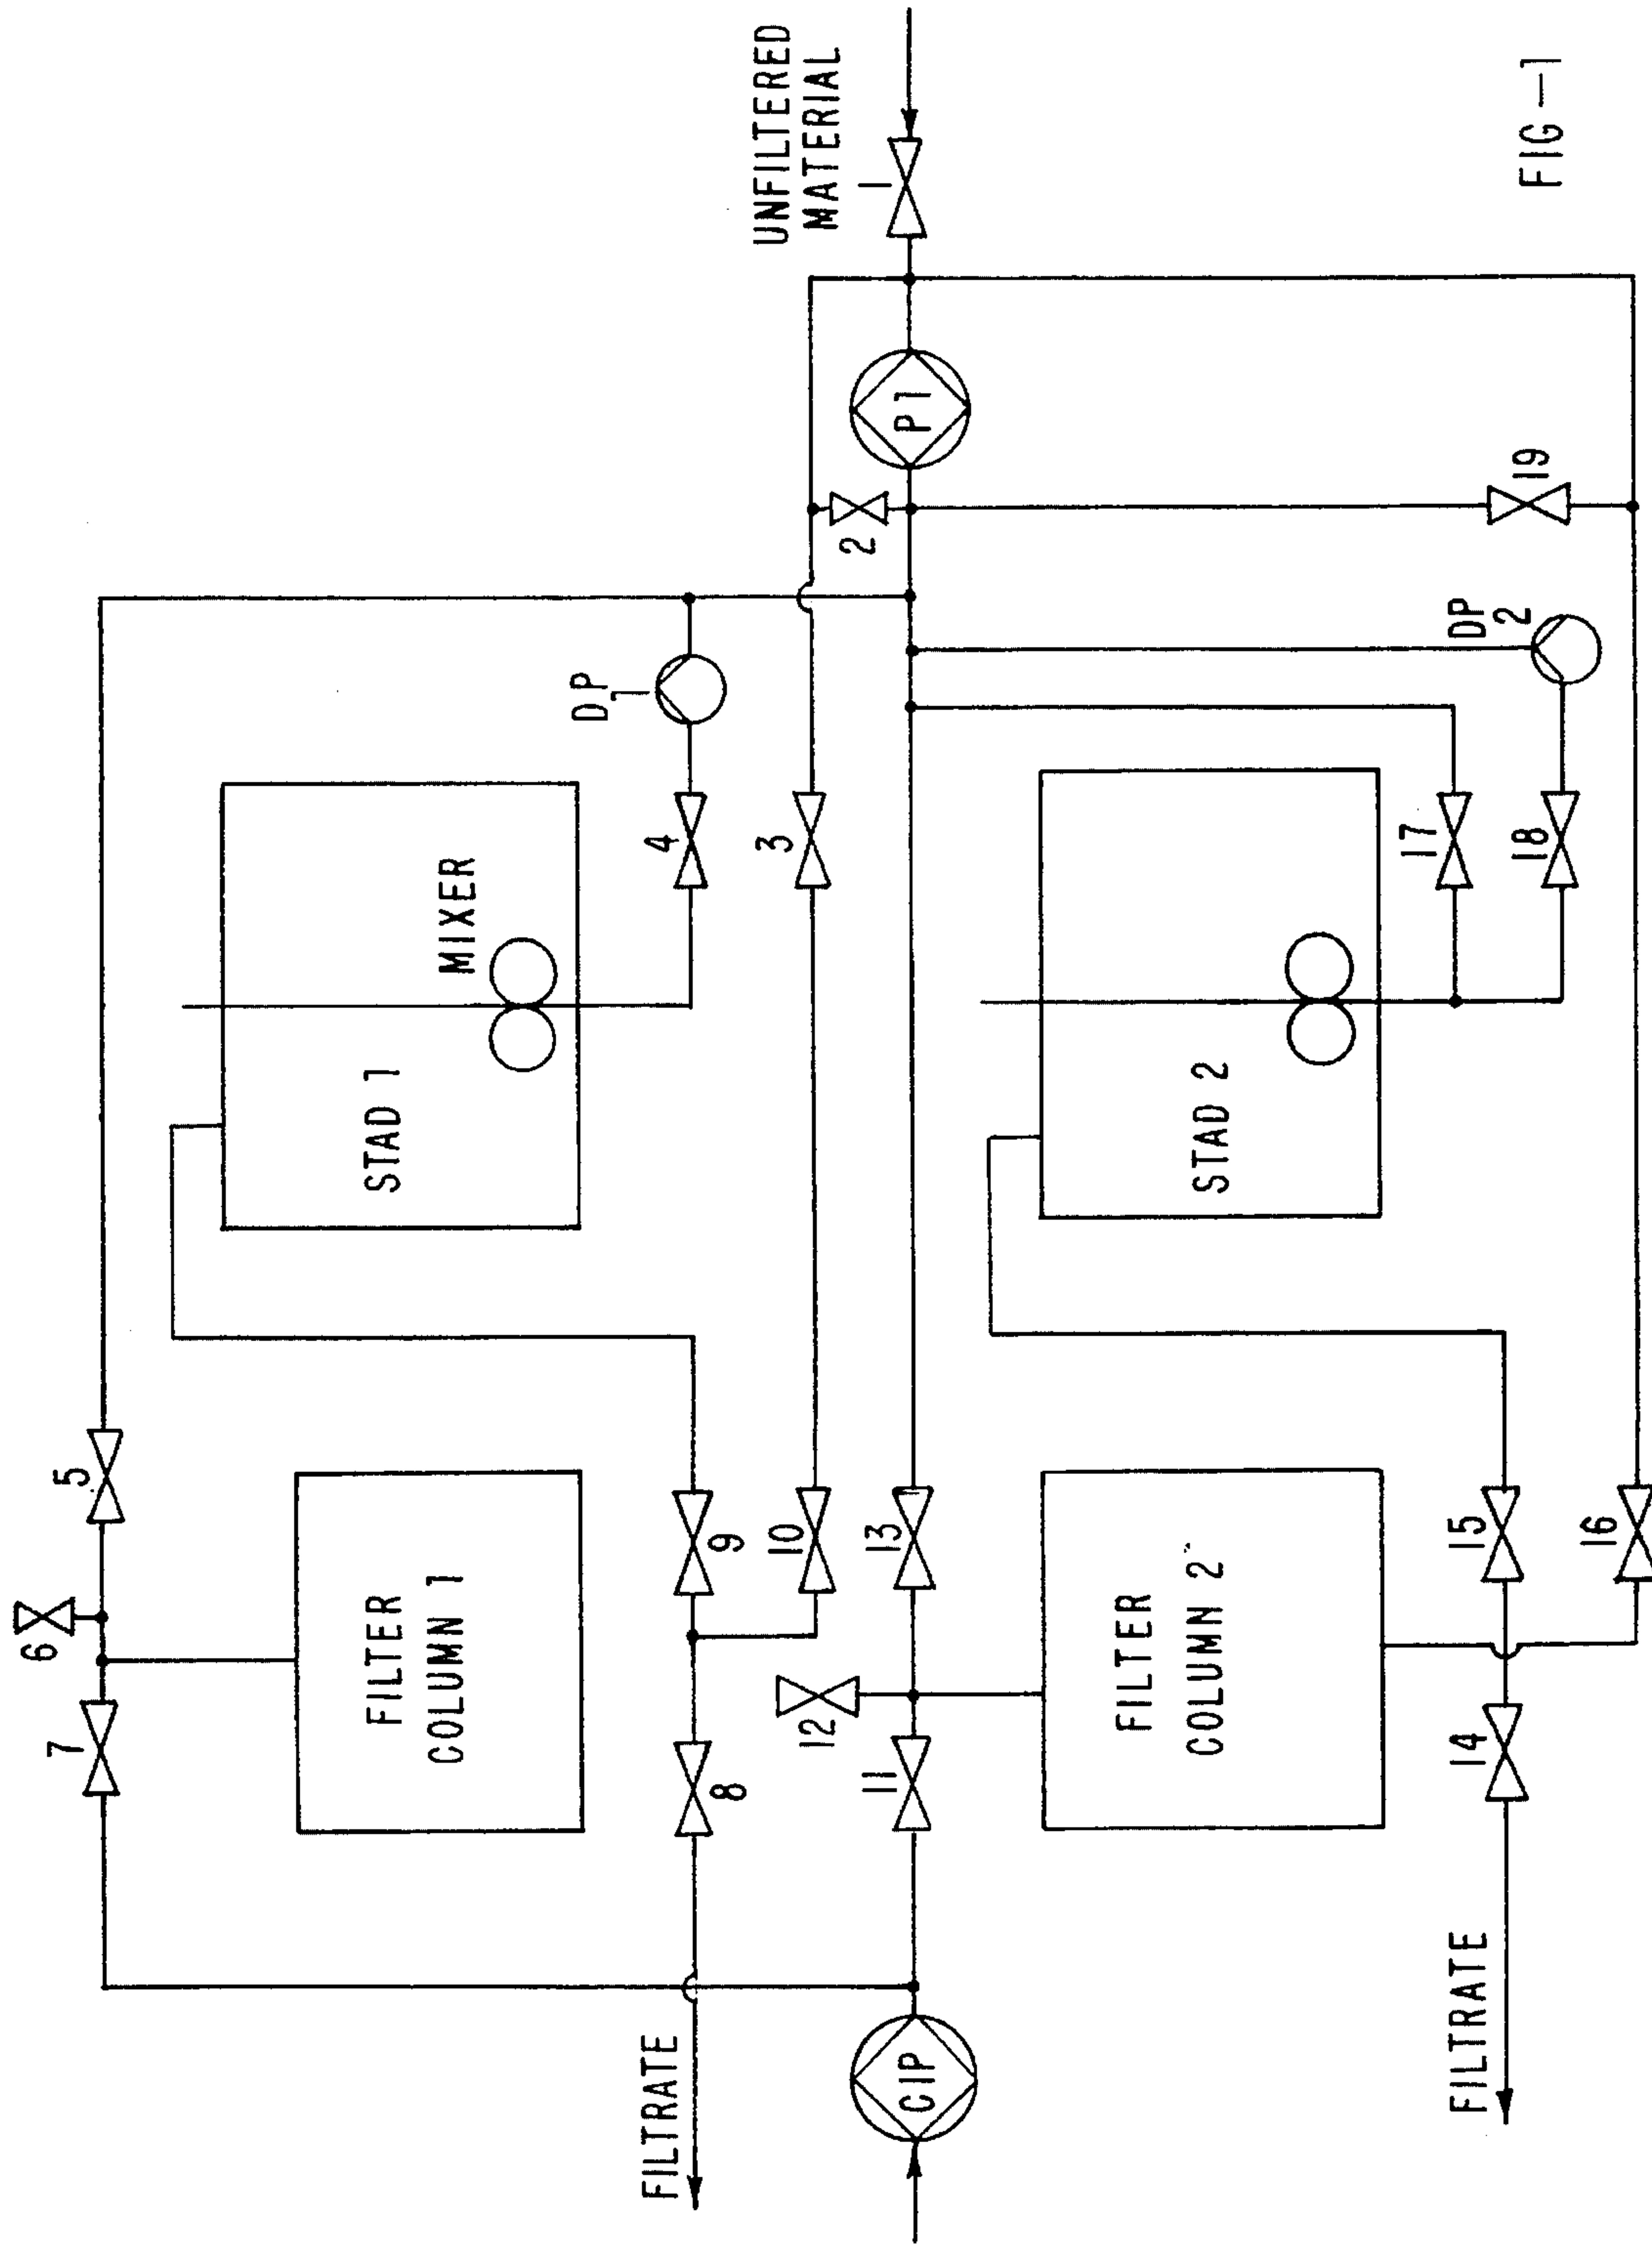 6
7
5
FILTER
COLUMN 1
STAD 1
MIXER
DP
1
FILTRATE
4
8
9
3
UNFILTERED
MATERIAL
10
12
2
1
11
13
CIP
P1
FILTER
COLUMN 2
STAD 2
17
FILTRATE
14
15
DP
2
18
19
FIG-1
16